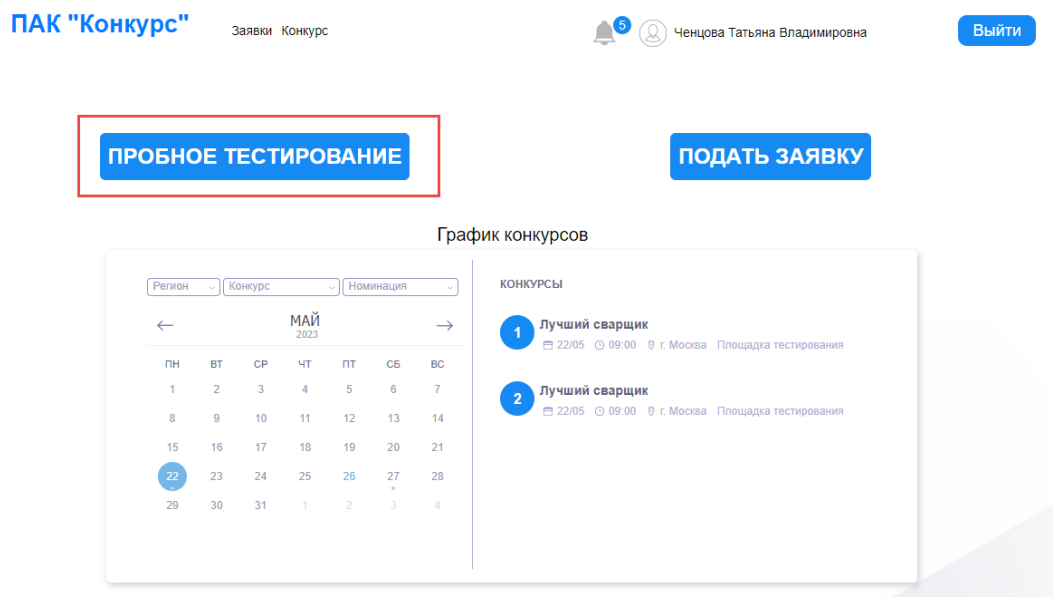 ПАК "Конкурс"
Заявки Конкурс
5
Ченцова Татьяна Владимировна
Выйти
ПРОБНОЕ ТЕСТИРОВАНИЕ
ПОДАТЬ ЗАЯВКУ
График конкурсов
Регион Конкурс Номинация
МАЙ
2023
ПН ВТ СР ЧТ ПТ СБ ВС
1 2 3 4 5 6 7
8 9 10 11 12 13 14
15 16 17 18 19 20 21
22 23 24 25 26 27 28
29 30 31 1 2 3 4
КОНКУРСЫ
1 Лучший сварщик
22/05 09:00 г. Москва Площадка тестирования
2 Лучший сварщик
22/05 09:00 г. Москва Площадка тестирования